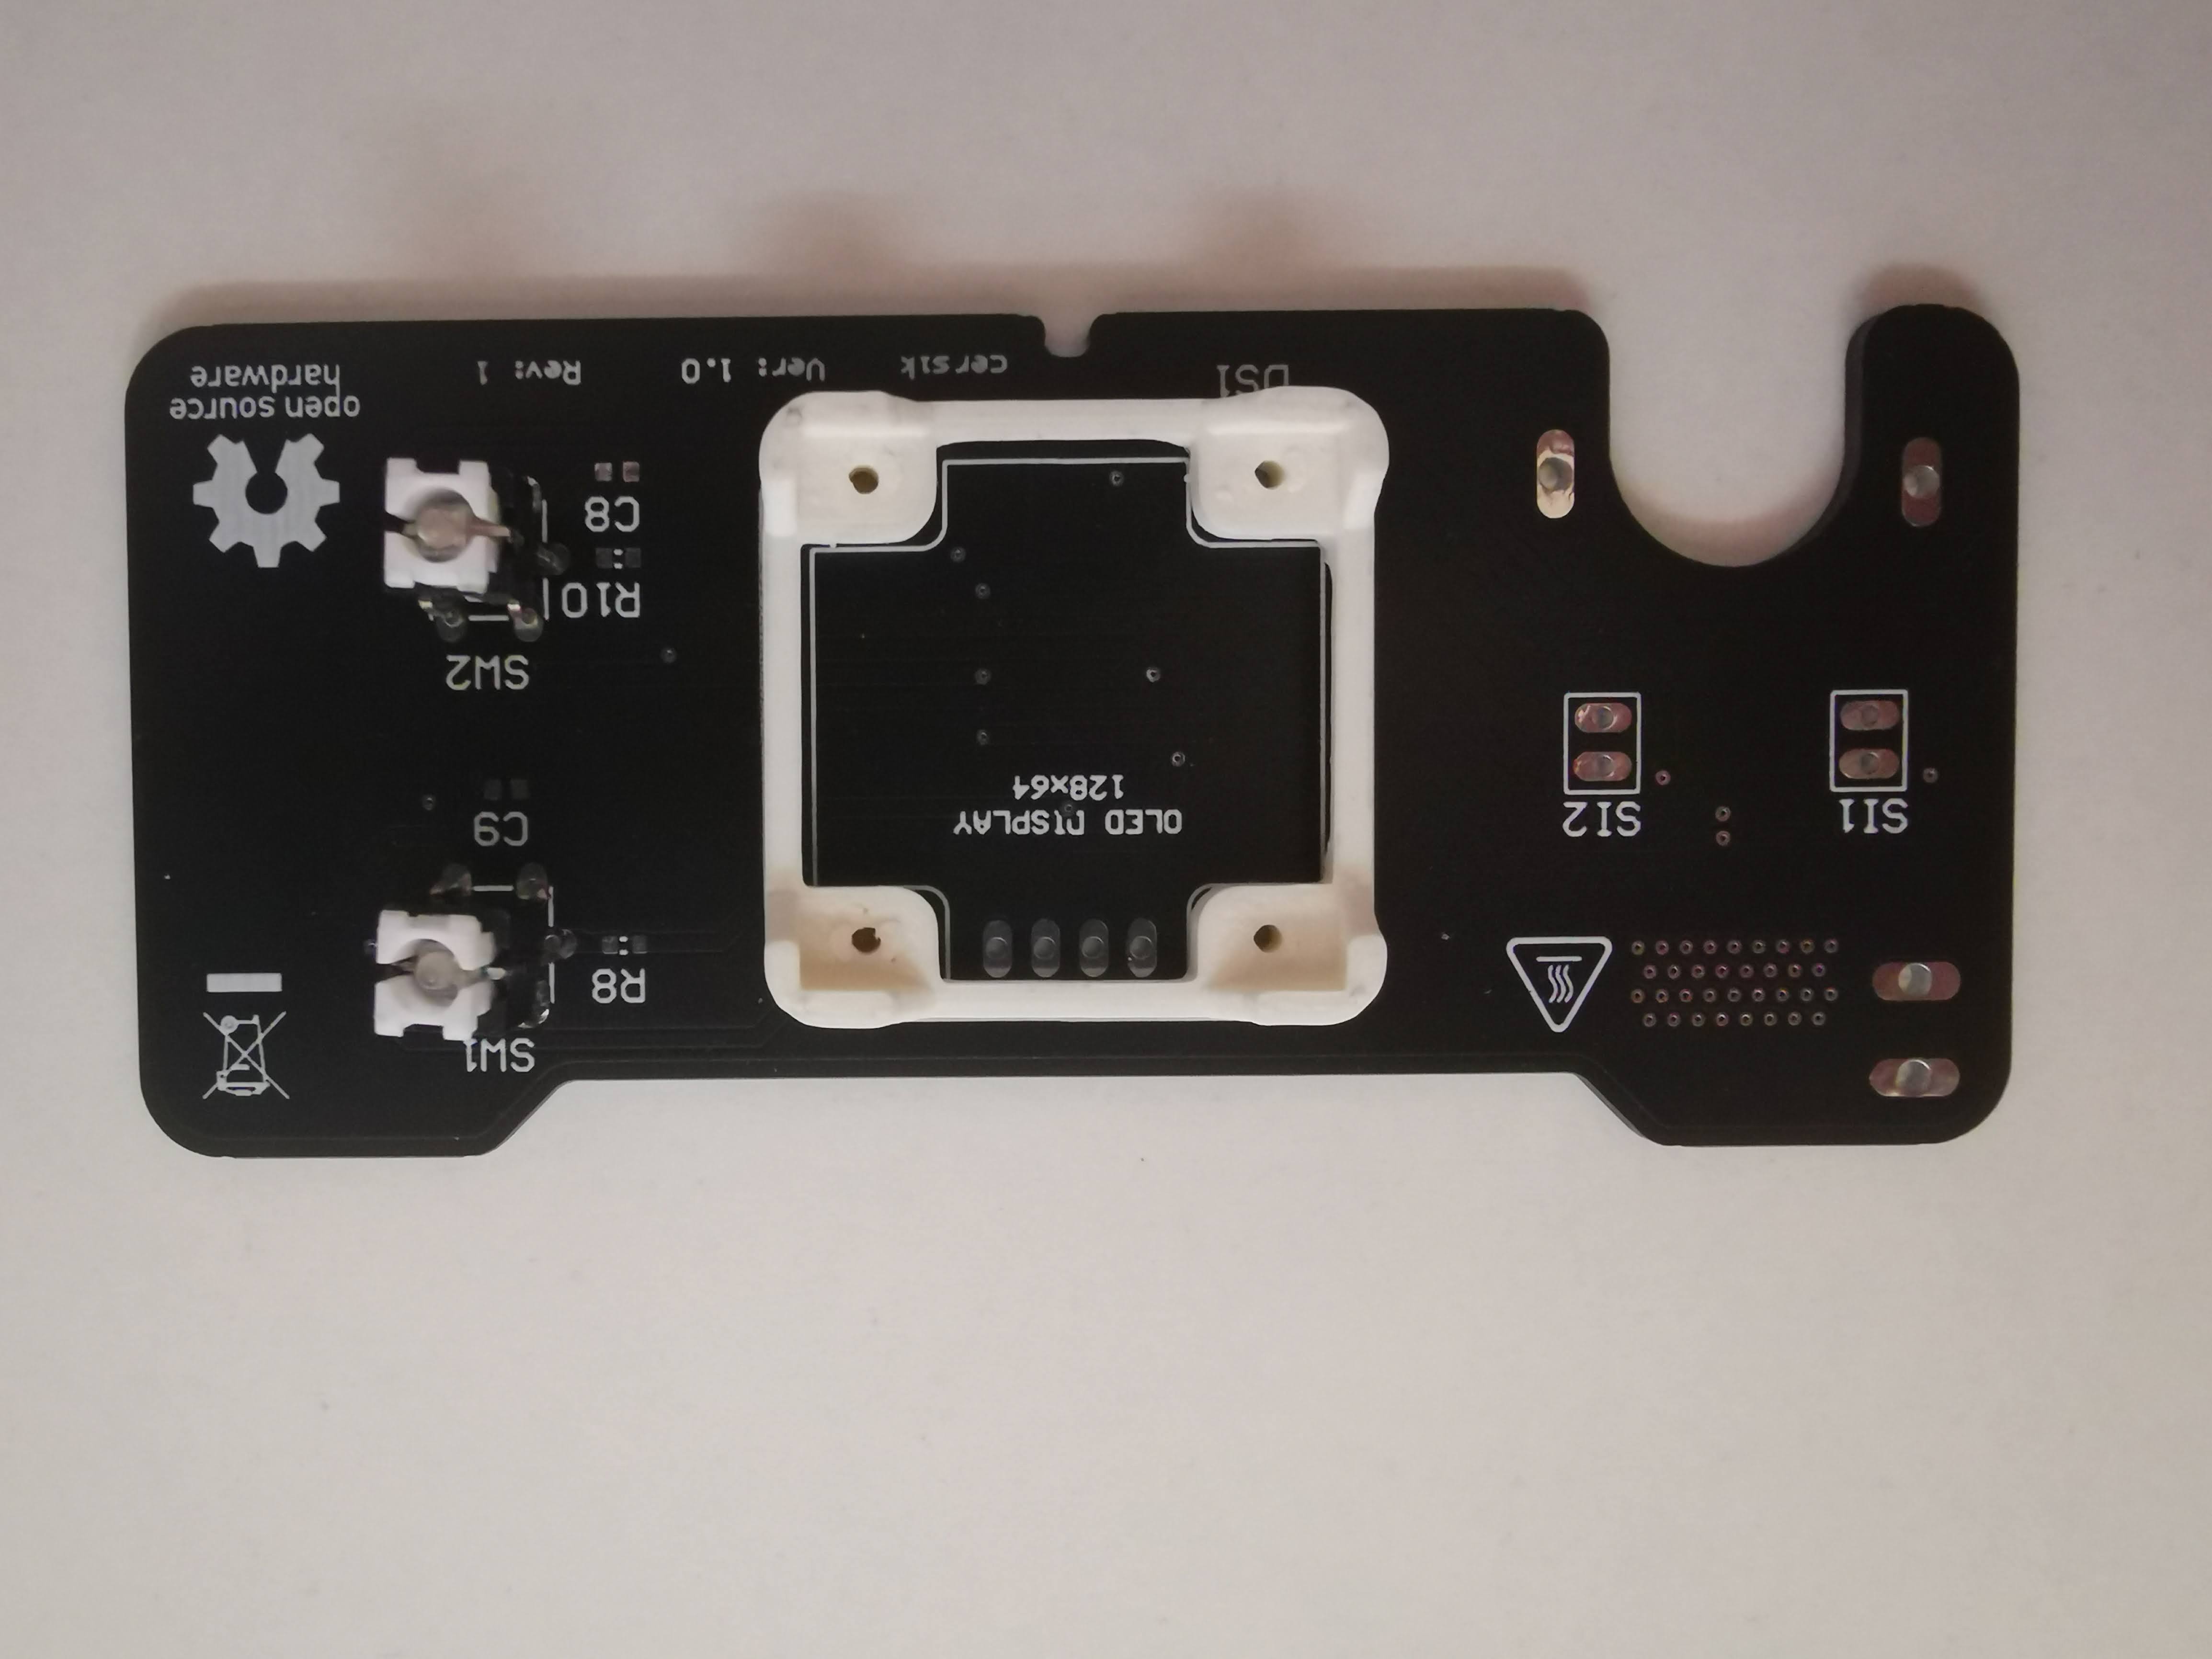 open source
hardware
Rev: 1
Ver: 1.0
cersik
DS1
C8
R10
SW2
C9
R8
SW1
OLED DISPLAY
128x64
SI2
SI1